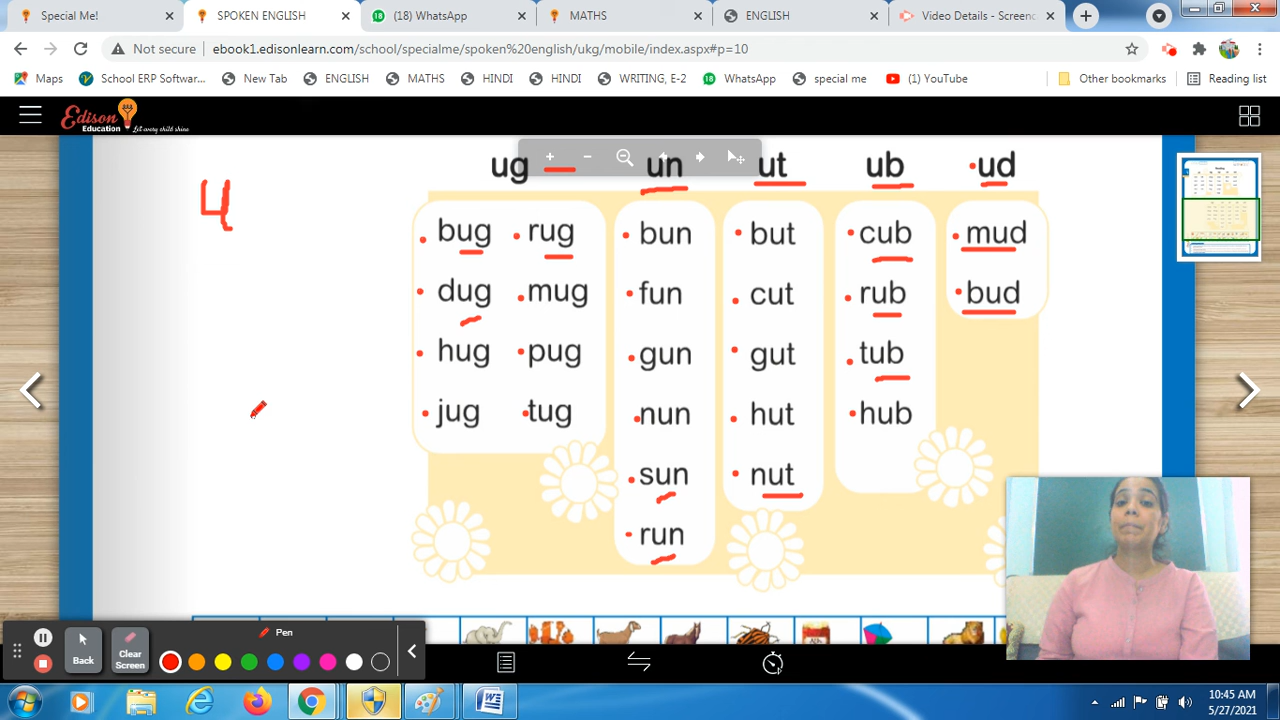 Special Me!
SPOKEN ENGLISH
(18) WhatsApp
MATHS
ENGLISH
Video Details - Screenc
Not secure
ebook1.edisonlearn.com/school/specialme/spoken%20english/ukg/mobile/index.aspx#p=10
Maps
School ERP Softwar...
New Tab
ENGLISH
MATHS
HINDI
HINDI
WRITING, E-2
WhatsApp
special me
(1) YouTube
Other bookmarks
Reading list
Edison
Education
Let every child shine
4
ug un ut ub ud
bug rug bun but cub mud
dug mug fun cut rub bud
hug pug gun gut tub
jug tug nun hut hub
sun nut
run
Pen
Back
Clear Screen
10:45 AM
5/27/2021